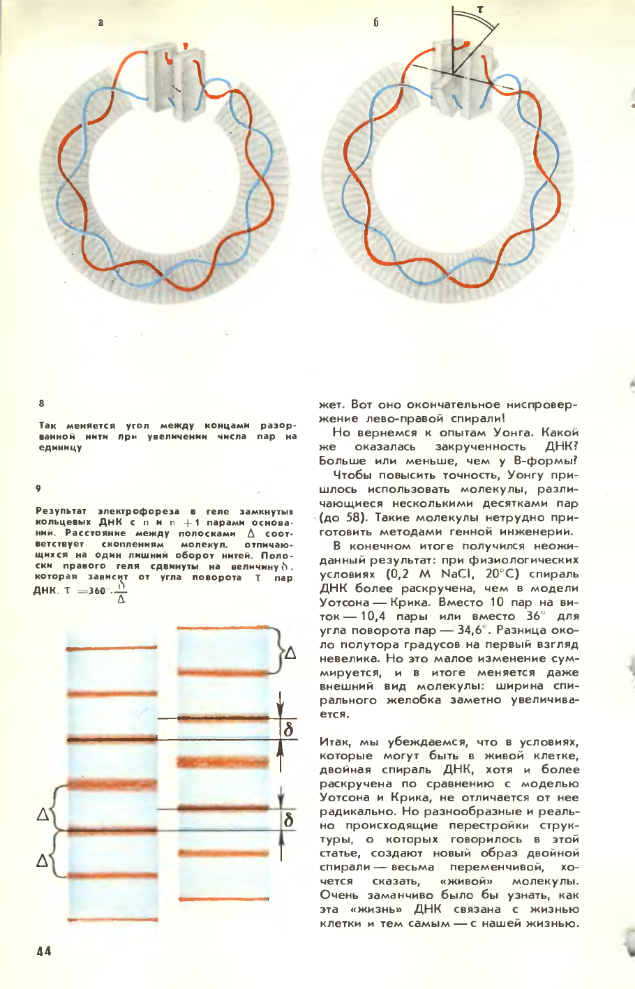 а
б
τ
8
Так меняется угол между концами разор-
ванной нити при увеличении числа пар на
единицу
9
Результат электрофореза в геле замкнутых
кольцевых ДНК с n и n +1 парами основа-
ний. Расстояние между полосками Δ соот-
ветствует скоплениям молекул, отличаю-
щихся на один лишний оборот нитей. Поло-
ски правого геля сдвинуты на величину δ,
которая зависит от угла поворота τ пар
ДНК. τ =360°·δ/Δ
Δ
δ
Δ
δ
Δ
жет. Вот оно окончательное ниспровер-
жение лево-правой спирали!
Но вернемся к опытам Уонга. Какой
же оказалась закрученность ДНК?
Больше или меньше, чем у В-формы?
Чтобы повысить точность, Уонгу при-
шлось использовать молекулы, разли-
чающиеся несколькими десятками пар
(до 58). Такие молекулы нетрудно при-
готовить методами генной инженерии.
В конечном итоге получился неожи-
данный результат: при физиологических
условиях (0,2 М NaCl, 20°С) спираль
ДНК более раскручена, чем в модели
Уотсона — Крика. Вместо 10 пар на ви-
ток — 10,4 пары или вместо 36° для
угла поворота пар — 34,6°. Разница око-
ло полутора градусов на первый взгляд
невелика. Но это малое изменение сум-
мируется, и в итоге меняется даже
внешний вид молекулы: ширина спи-
рального желобка заметно увеличива-
ется.
Итак, мы убеждаемся, что в условиях,
которые могут быть в живой клетке,
двойная спираль ДНК, хотя и более
раскручена по сравнению с моделью
Уотсона и Крика, не отличается от нее
радикально. Но разнообразные и реаль-
но происходящие перестройки струк-
туры, о которых говорилось в этой
статье, создают новый образ двойной
спирали — весьма переменчивой, хо-
чется сказать, «живой» молекулы.
Очень заманчиво было бы узнать, как
эта «жизнь» ДНК связана с жизнью
клетки и тем самым — с нашей жизнью.
44